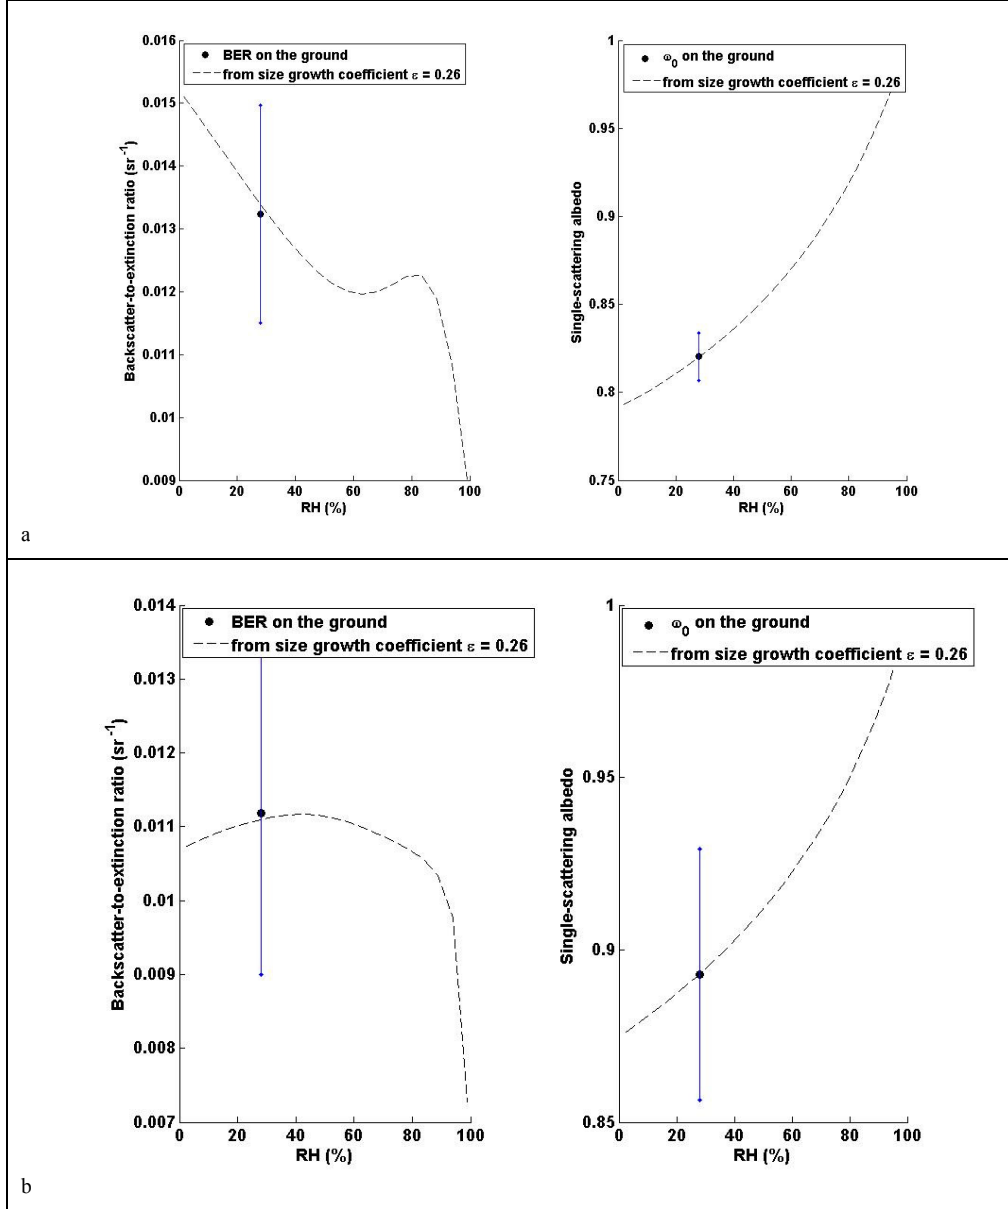 0.016
0.015
0.014
0.013
0.012
0.011
0.01
0.009
0 20 40 60 80 100
RH (%)
Backscatter-to-extinction ratio (sr⁻¹)
BER on the ground
from size growth coefficient ε = 0.26
1
0.95
0.9
0.85
0.8
0.75
0 20 40 60 80 100
RH (%)
Single-scattering albedo
ω₀ on the ground
from size growth coefficient ε = 0.26
a
0.014
0.013
0.012
0.011
0.01
0.009
0.008
0.007
0 20 40 60 80 100
RH (%)
Backscatter-to-extinction ratio (sr⁻¹)
BER on the ground
from size growth coefficient ε = 0.26
1
0.95
0.9
0.85
0 20 40 60 80 100
RH (%)
Single-scattering albedo
ω₀ on the ground
from size growth coefficient ε = 0.26
b